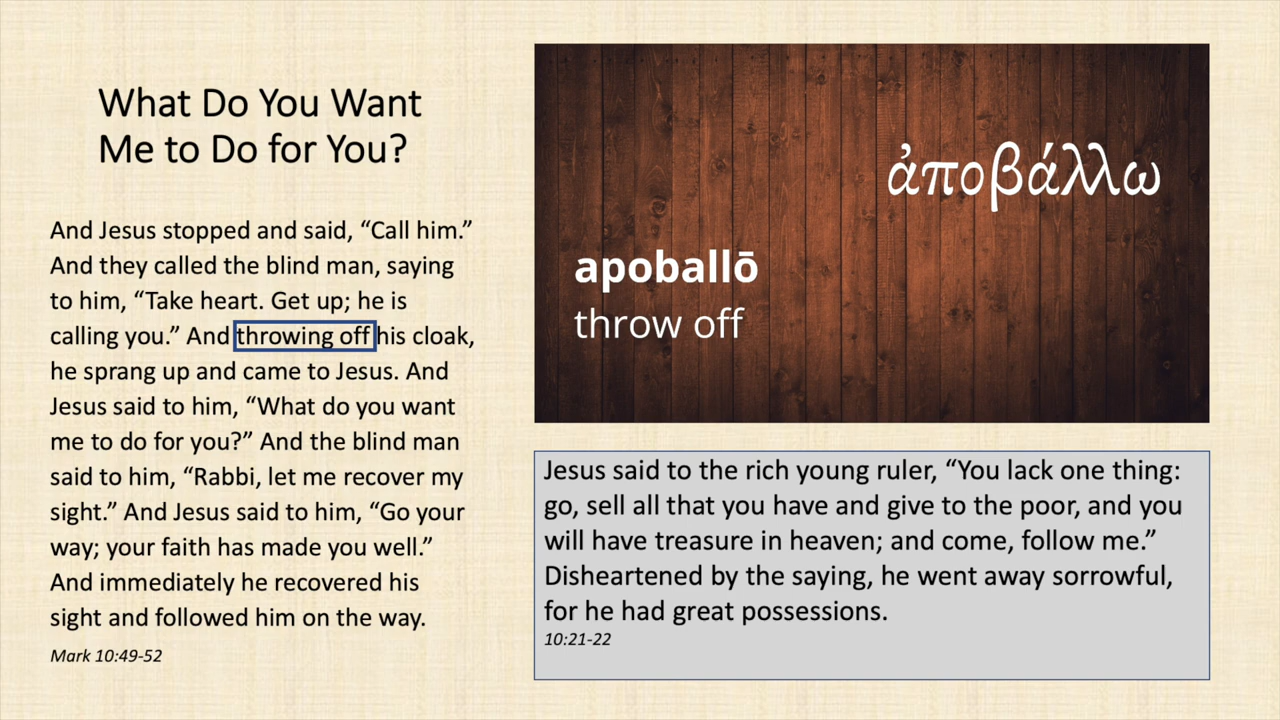 What Do You Want
Me to Do for You?
And Jesus stopped and said, “Call him.”
And they called the blind man, saying
to him, “Take heart. Get up; he is
calling you.” And throwing off his cloak,
he sprang up and came to Jesus. And
Jesus said to him, “What do you want
me to do for you?” And the blind man
said to him, “Rabbi, let me recover my
sight.” And Jesus said to him, “Go your
way; your faith has made you well.”
And immediately he recovered his
sight and followed him on the way.
Mark 10:49-52
ἀποβάλλω
apoballō
throw off
Jesus said to the rich young ruler, “You lack one thing:
go, sell all that you have and give to the poor, and you
will have treasure in heaven; and come, follow me.”
Disheartened by the saying, he went away sorrowful,
for he had great possessions.
10:21-22